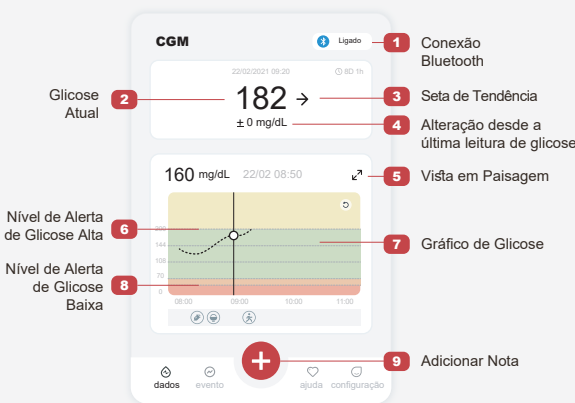 CGM
Ligado
1
Conexão
Bluetooth
22/02/2021 09:20
8D 1h
Glicose
Atual
2
182
3
Seta de Tendência
± 0 mg/dL
4
Alteração desde a
última leitura de glicose
160 mg/dL
22/02 08:50
5
Vista em Paisagem
Nível de Alerta
de Glicose Alta
6
200
144
108
70
0
7
Gráfico de Glicose
Nível de Alerta
de Glicose
Baixa
8
08:00
09:00
10:00
11:00
9
Adicionar Nota
dados
evento
ajuda
configuração